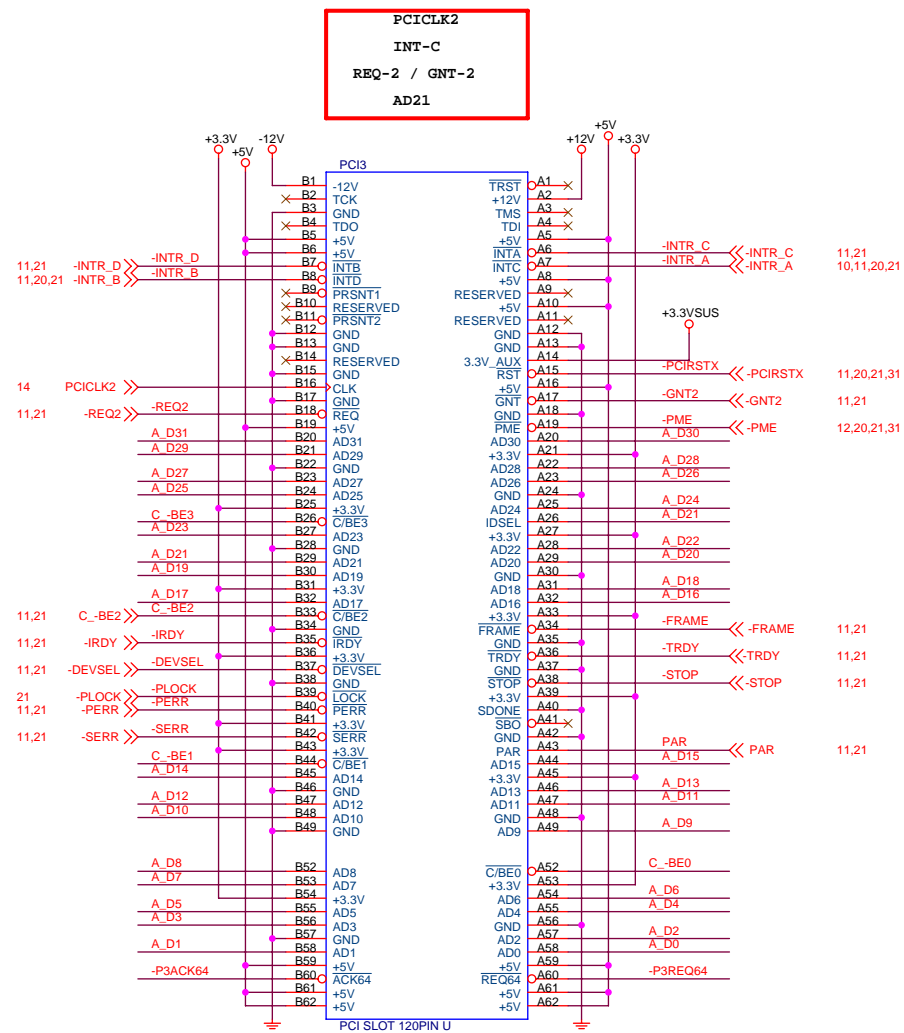 PCICLK2
INT-C
REQ-2 / GNT-2
AD21
+3.3V -12V +12V +5V +3.3V
+5V
PCI3
B1 -12V TRST A1
B2 TCK +12V A2
B3 GND TMS A3
B4 TDO TDI A4
B5 +5V +5V A5
B6 +5V INTA A6 -INTR_C -INTR_C 11,21
11,21 -INTR_D -INTR_D B7 INTB INTC A7 -INTR_A -INTR_A 10,11,20,21
11,20,21 -INTR_B -INTR_B B8 INTD +5V A8
B9 PRSNT1 RESERVED A9
B10 RESERVED +5V A10
B11 PRSNT2 RESERVED A11
+3.3VSUS
B12 GND GND A12
B13 GND GND A13
B14 RESERVED 3.3V_AUX A14
B15 GND RST A15 -PCIRSTX -PCIRSTX 11,20,21,31
14 PCICLK2 B16 CLK +5V A16
B17 GND GNT A17 -GNT2 -GNT2 11,21
11,21 -REQ2 -REQ2 B18 REQ GND A18
B19 +5V PME A19 -PME -PME 12,20,21,31
A_D31 B20 AD31 AD30 A20 A_D30
A_D29 B21 AD29 +3.3V A21
B22 GND AD28 A22 A_D28
A_D27 B23 AD27 AD26 A23 A_D26
A_D25 B24 AD25 GND A24
B25 +3.3V AD24 A25 A_D24
C_-BE3 B26 C/BE3 IDSEL A26 A_D21
A_D23 B27 AD23 +3.3V A27
B28 GND AD22 A28 A_D22
A_D21 B29 AD21 AD20 A29 A_D20
A_D19 B30 AD19 GND A30
B31 +3.3V AD18 A31 A_D18
A_D17 B32 AD17 AD16 A32 A_D16
11,21 C_-BE2 C_-BE2 B33 C/BE2 +3.3V A33
B34 GND FRAME A34 -FRAME -FRAME 11,21
11,21 -IRDY -IRDY B35 IRDY GND A35
B36 +3.3V TRDY A36 -TRDY -TRDY 11,21
11,21 -DEVSEL -DEVSEL B37 DEVSEL GND A37
B38 GND STOP A38 -STOP -STOP 11,21
21 -PLOCK -PLOCK B39 LOCK +3.3V A39
11,21 -PERR -PERR B40 PERR SDONE A40
B41 +3.3V SBO A41
11,21 -SERR -SERR B42 SERR GND A42
B43 +3.3V PAR A43 PAR PAR 11,21
C_-BE1 B44 C/BE1 AD15 A44 A_D15
A_D14 B45 AD14 +3.3V A45
B46 GND AD13 A46 A_D13
A_D12 B47 AD12 AD11 A47 A_D11
A_D10 B48 AD10 GND A48
B49 GND AD9 A49 A_D9
A_D8 B52 AD8 C/BE0 A52 C_-BE0
A_D7 B53 AD7 +3.3V A53
B54 +3.3V AD6 A54 A_D6
A_D5 B55 AD5 AD4 A55 A_D4
A_D3 B56 AD3 GND A56
B57 GND AD2 A57 A_D2
A_D1 B58 AD1 AD0 A58 A_D0
B59 +5V +5V A59
-P3ACK64 B60 ACK64 REQ64 A60 -P3REQ64
B61 +5V +5V A61
B62 +5V +5V A62
PCI SLOT 120PIN U